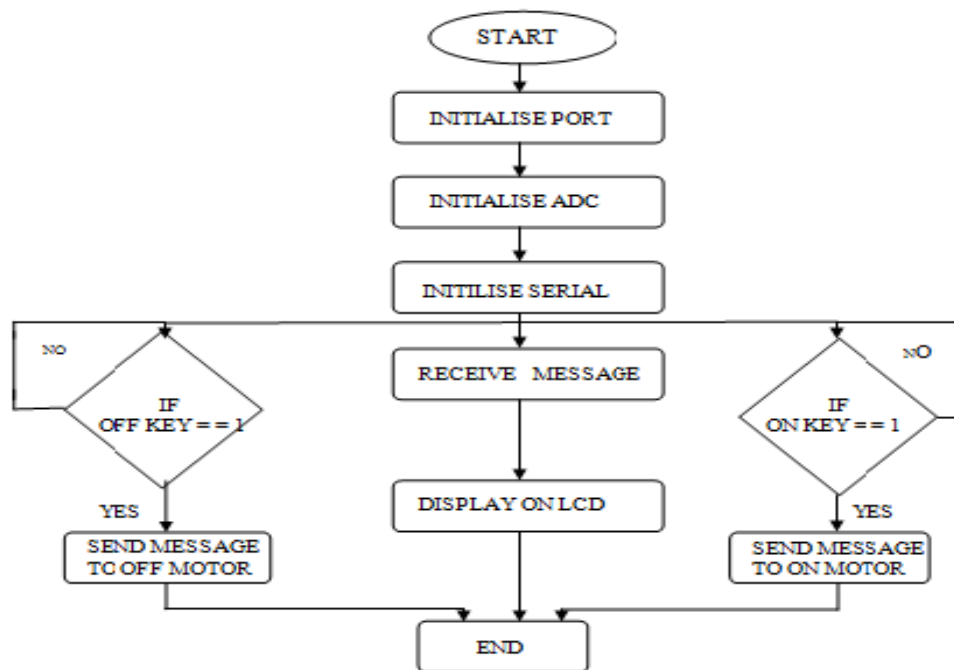 START
INITIALISE PORT
INITIALISE ADC
INITILISE SERIAL
NO
IF
OFF KEY == 1
YES
SEND MESSAGE
TO OFF MOTOR
RECEIVE MESSAGE
DISPLAY ON LCD
NO
IF
ON KEY == 1
YES
SEND MESSAGE
TO ON MOTOR
END